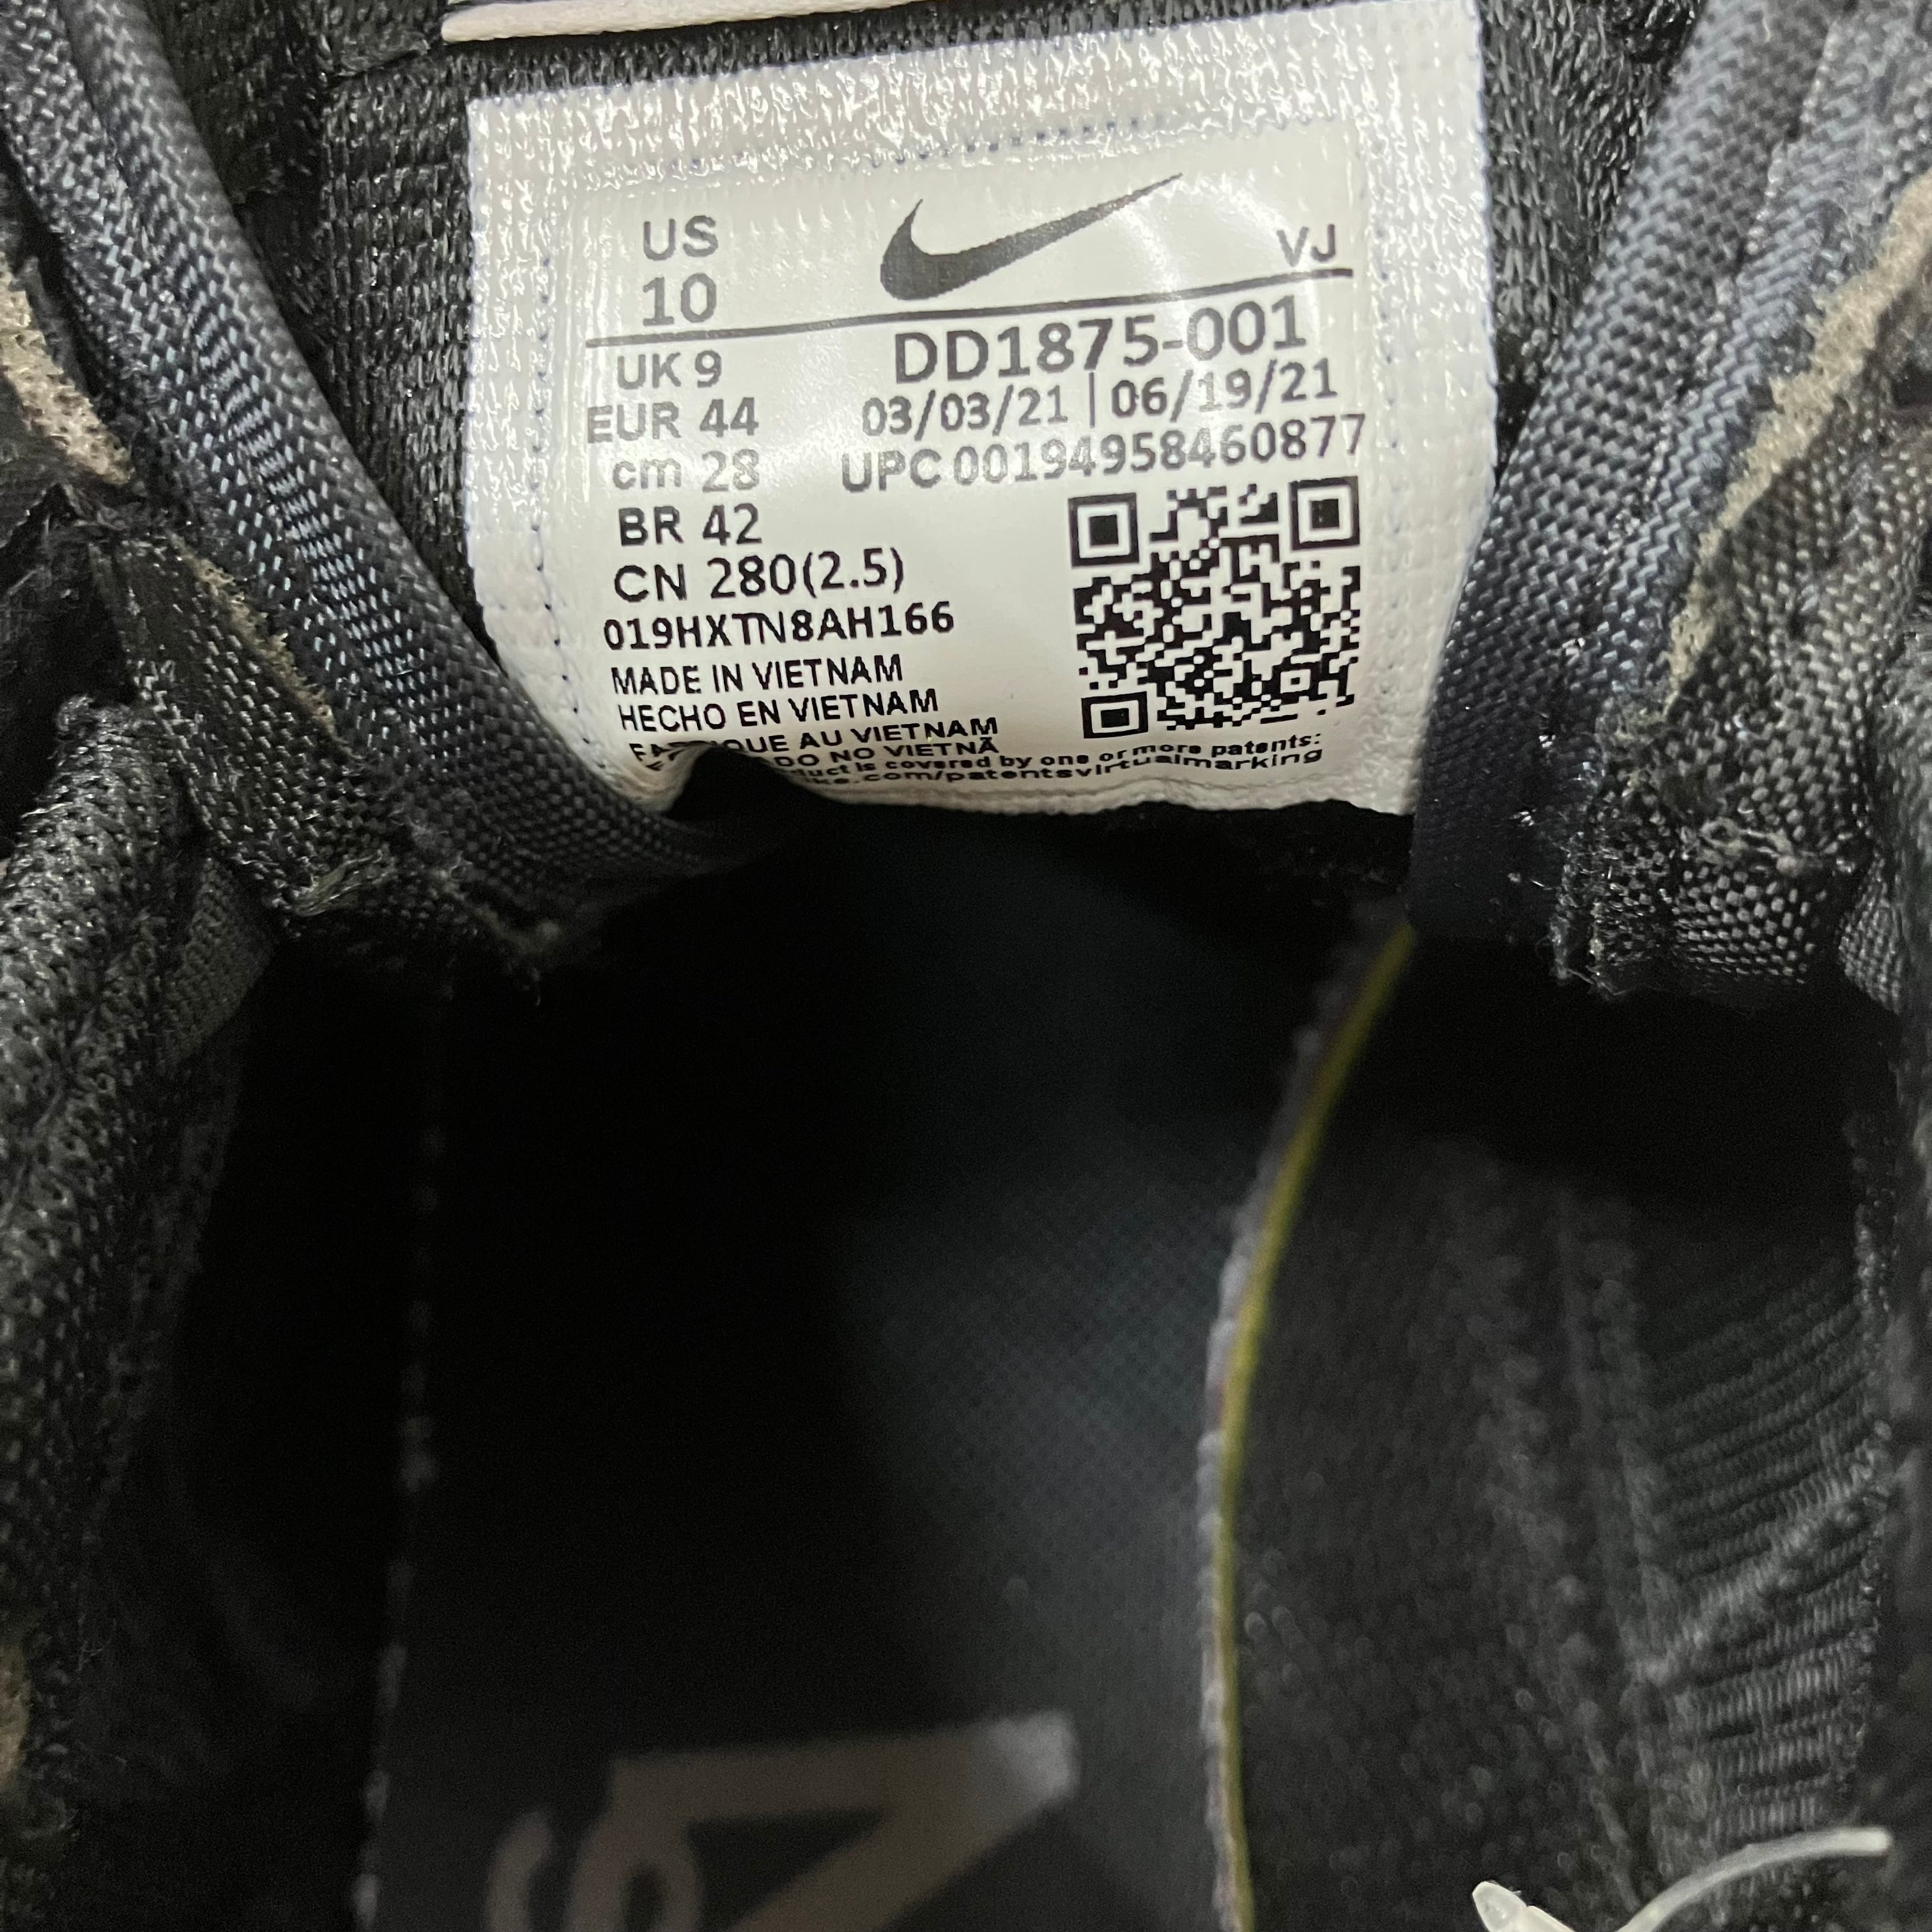 US
10
VJ
UK 9
DD1875-001
EUR 44
03/03/21 | 06/19/21
cm 28
UPC 00194958460877
BR 42
CN 280(2.5)
019HXTN8AH166
MADE IN VIETNAM
HECHO EN VIETNAM
AU VIETNAM
NO VIETNÃ
is covered by one or more patents:
.com/patentsvirtualmarking